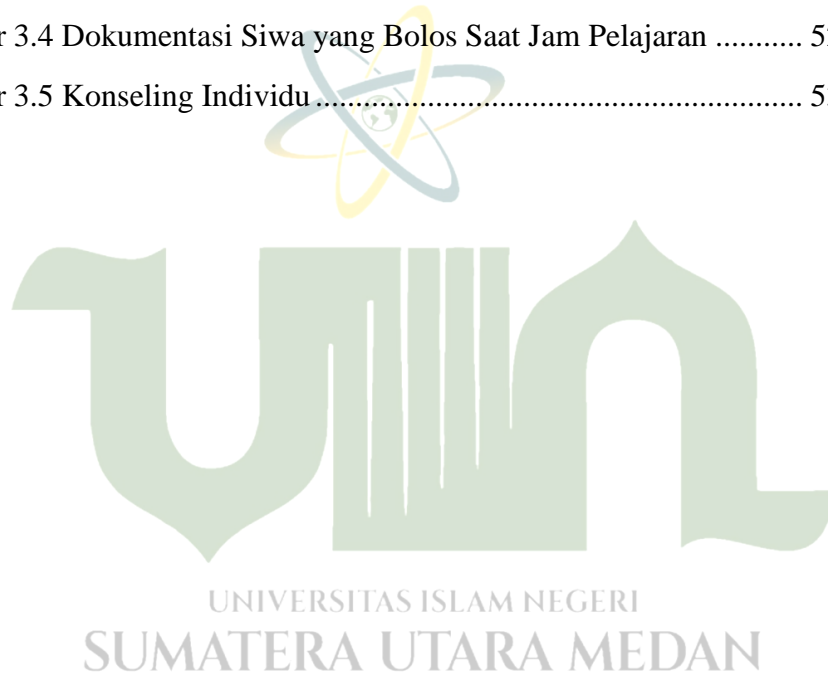 r 3.4 Dokumentasi Siwa yang Bolos Saat Jam Pelajaran ........... 5
r 3.5 Konseling Individu ............................................................. 5
UIN
UNIVERSITAS ISLAM NEGERI
SUMATERA UTARA MEDAN